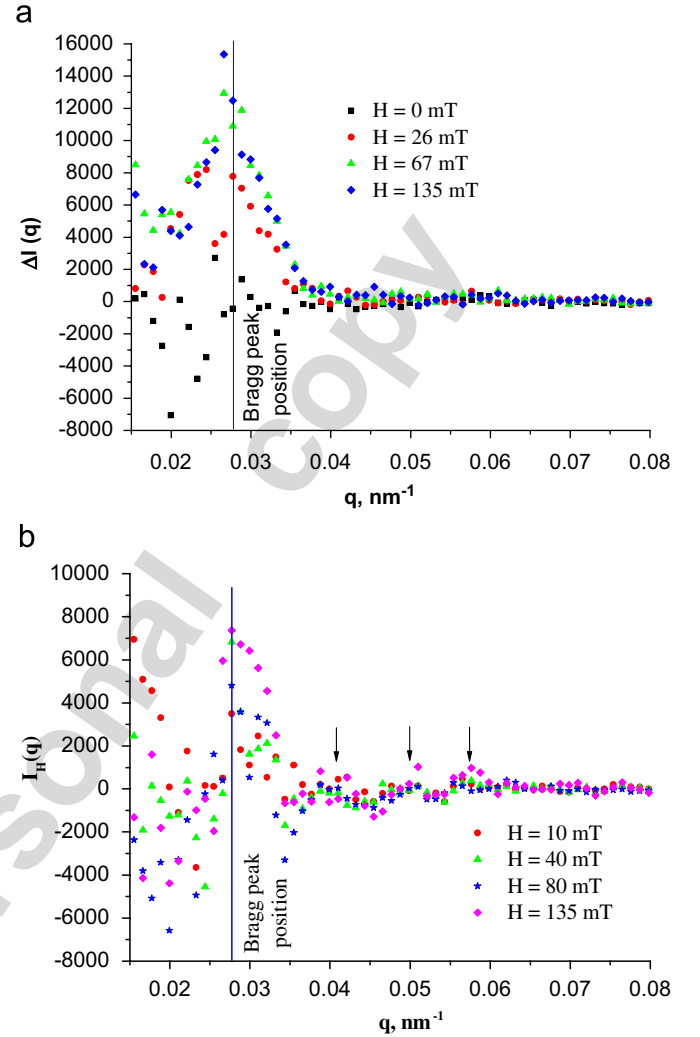 a
16000
14000
12000
10000
8000
6000
4000
2000
0
-2000
-4000
-6000
-8000
ΔI (q)
H = 0 mT
H = 26 mT
H = 67 mT
H = 135 mT
Bragg peak
position
0.02 0.03 0.04 0.05 0.06 0.07 0.08
q, nm-1
copy
b
10000
8000
6000
4000
2000
0
-2000
-4000
-6000
-8000
I_H(q)
H = 10 mT
H = 40 mT
H = 80 mT
H = 135 mT
Bragg peak
position
0.02 0.03 0.04 0.05 0.06 0.07 0.08
q, nm-1
rsonal